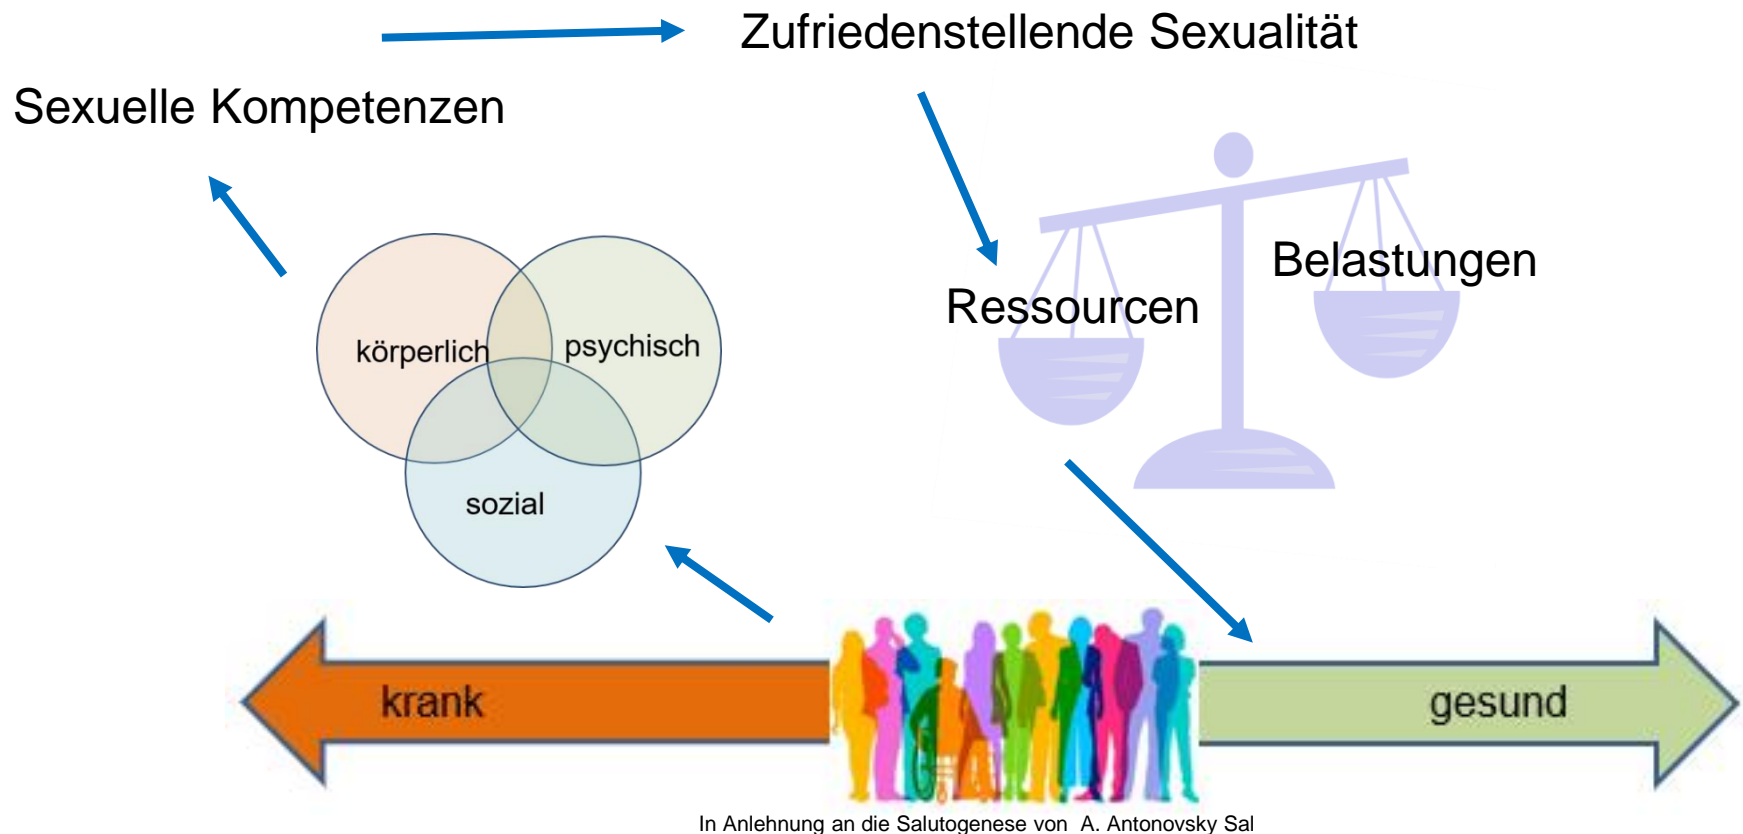 Zufriedenstellende Sexualität
Sexuelle Kompetenzen
Belastungen
Ressourcen
körperlich
psychisch
sozial
krank
gesund
In Anlehnung an die Salutogenese von A. Antonovsky Sal